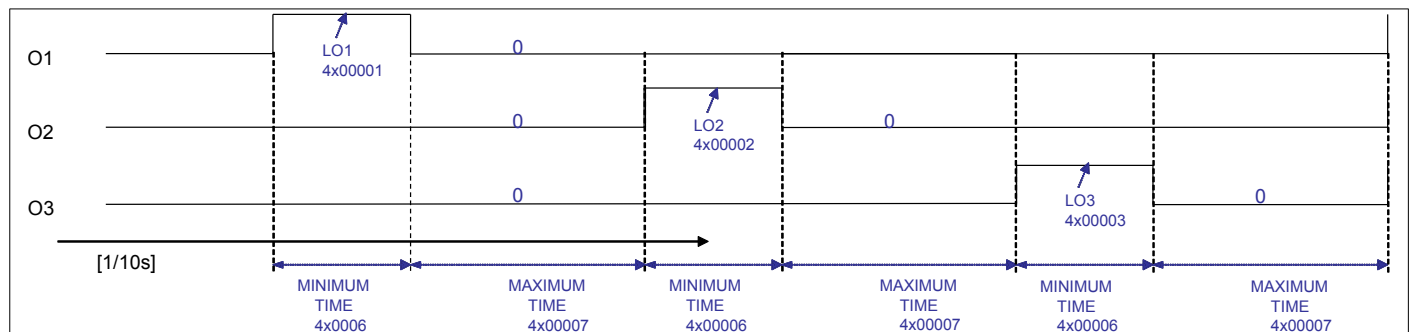 O1
LO1
4x00001
0
O2
0
LO2
4x00002
0
O3
0
LO3
4x00003
0
[1/10s]
MINIMUM
TIME
4x0006
MAXIMUM
TIME
4x00007
MINIMUM
TIME
4x00006
MAXIMUM
TIME
4x00007
MINIMUM
TIME
4x00006
MAXIMUM
TIME
4x00007